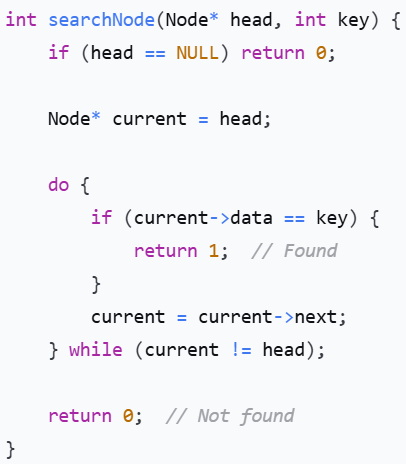 int searchNode(Node* head, int key) {
    if (head == NULL) return 0;

    Node* current = head;

    do {
        if (current->data == key) {
            return 1;  // Found
        }
        current = current->next;
    } while (current != head);

    return 0;  // Not found
}